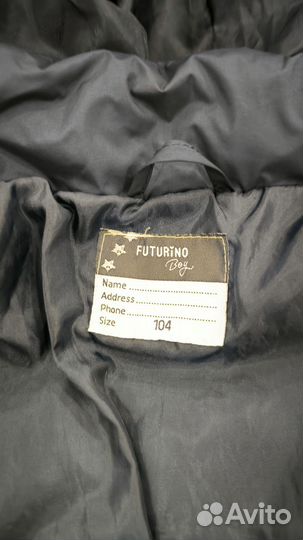 FUTURINO
Boy
Name..................
Address...............
Phone.................
Size 104
Avito